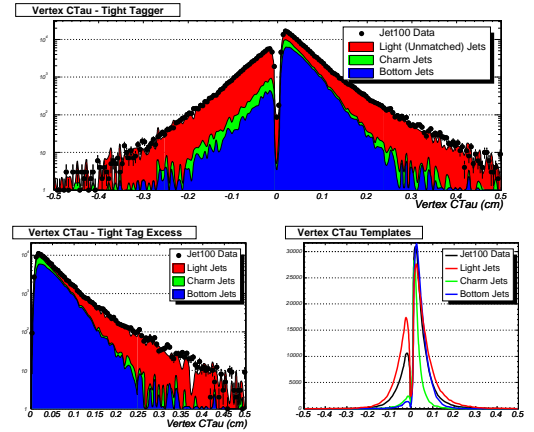 Vertex CTau - Tight Tagger
Jet100 Data
Light (Unmatched) Jets
Charm Jets
Bottom Jets
10
1
-0.5 -0.4 -0.3 -0.2 -0.1 0 0.1 0.2 0.3 0.4 0.5
Vertex CTau (cm)
Vertex CTau - Tight Tag Excess
Jet100 Data
Light Jets
Charm Jets
Bottom Jets
1
0 0.05 0.1 0.15 0.2 0.25 0.3 0.35 0.4 0.45 0.5
Vertex CTau (cm)
Vertex CTau Templates
Jet100 Data
Light Jets
Charm Jets
Bottom Jets
30000
25000
20000
15000
10000
5000
0
-0.5 -0.4 -0.3 -0.2 -0.1 0 0.1 0.2 0.3 0.4 0.5